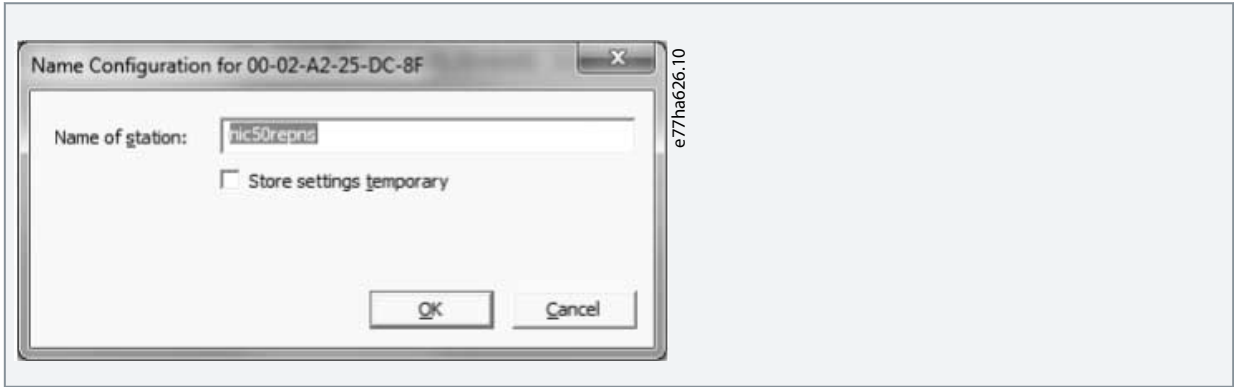 Name Configuration for 00-02-A2-25-DC-8F
Name of station: nic50repns
Store settings temporary
OK Cancel
e77ha626.10